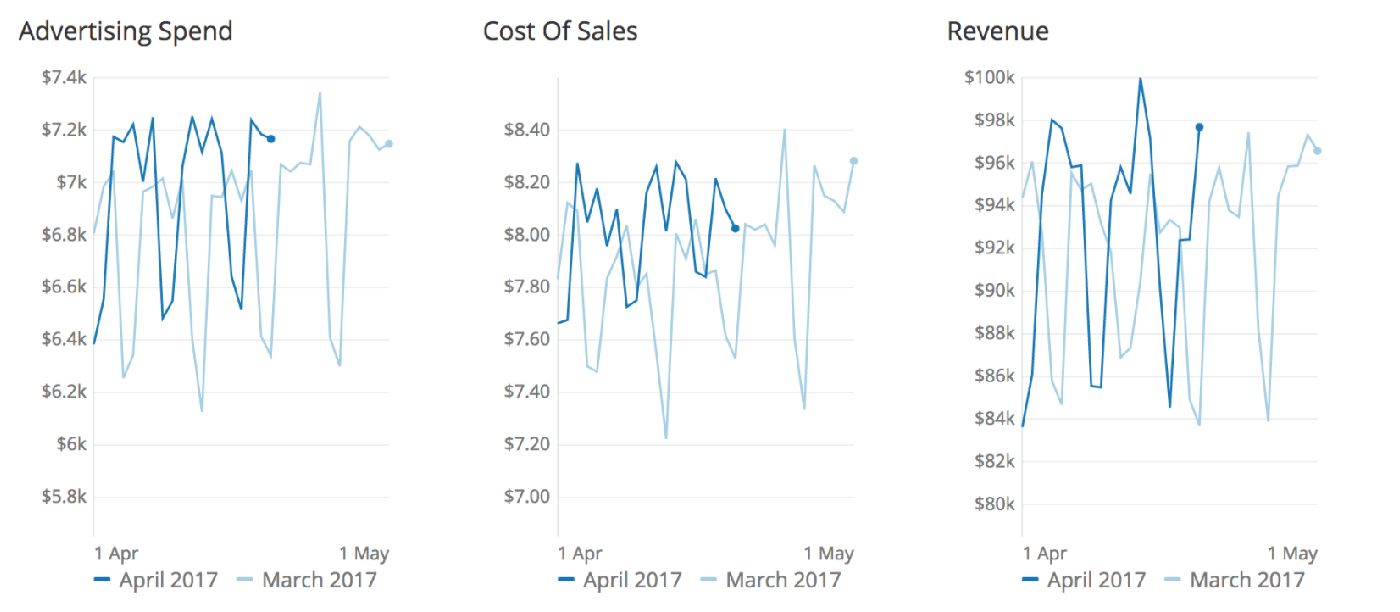 Advertising Spend
$7.4k
$7.2k
$7k
$6.8k
$6.6k
$6.4k
$6.2k
$6k
$5.8k
1 Apr 1 May
April 2017 March 2017
Cost Of Sales
$8.40
$8.20
$8.00
$7.80
$7.60
$7.40
$7.20
$7.00
1 Apr 1 May
April 2017 March 2017
Revenue
$100k
$98k
$96k
$94k
$92k
$90k
$88k
$86k
$84k
$82k
$80k
1 Apr 1 May
April 2017 March 2017